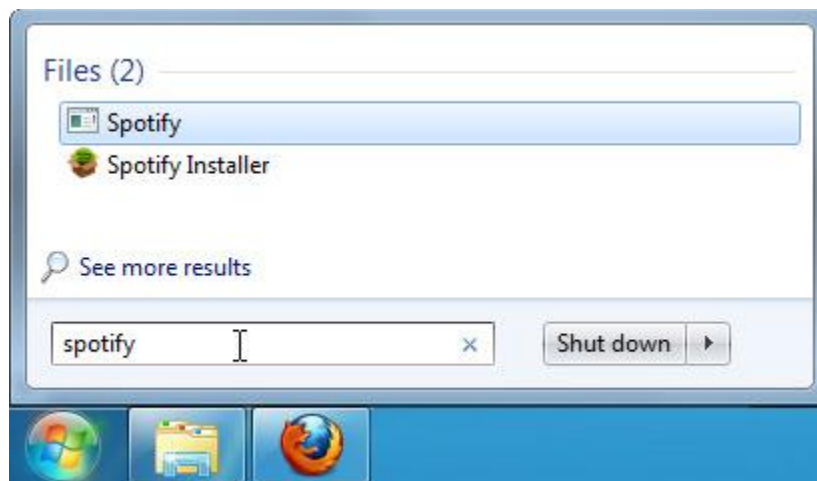 Files (2)
Spotify
Spotify Installer
See more results
spotify
Shut down